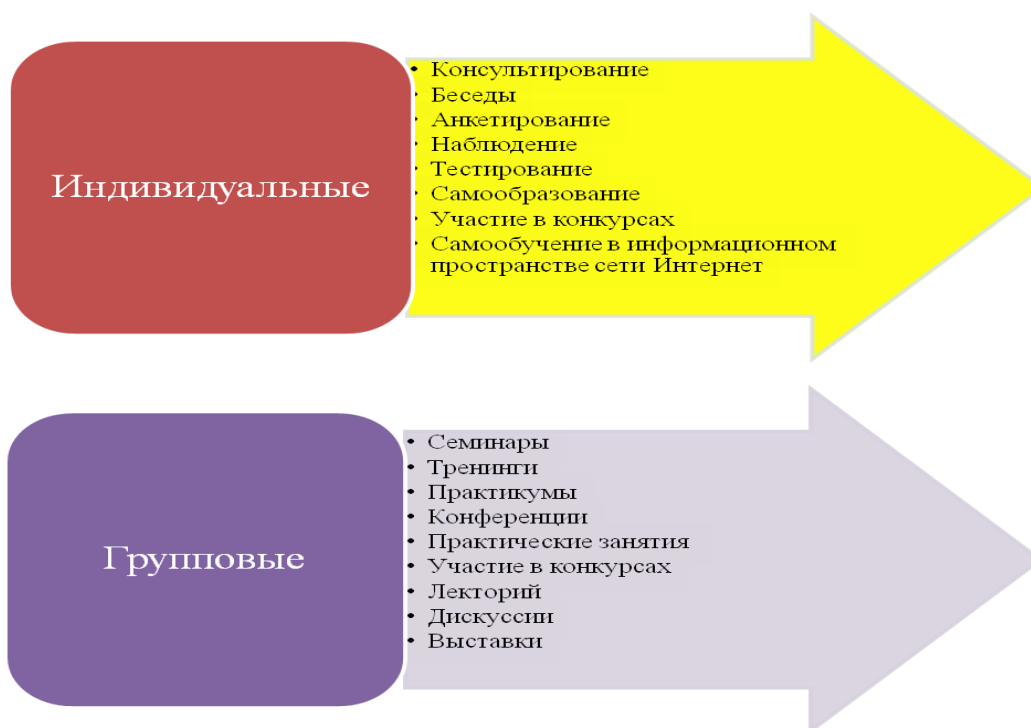 Индивидуальные
• Консультирование
• Беседы
• Анкетирование
• Наблюдение
• Тестирование
• Самообразование
• Участие в конкурсах
• Самообучение в информационном
пространстве сети Интернет
Групповые
• Семинары
• Тренинги
• Практикумы
• Конференции
• Практические занятия
• Участие в конкурсах
• Лекторий
• Дискуссии
• Выставки